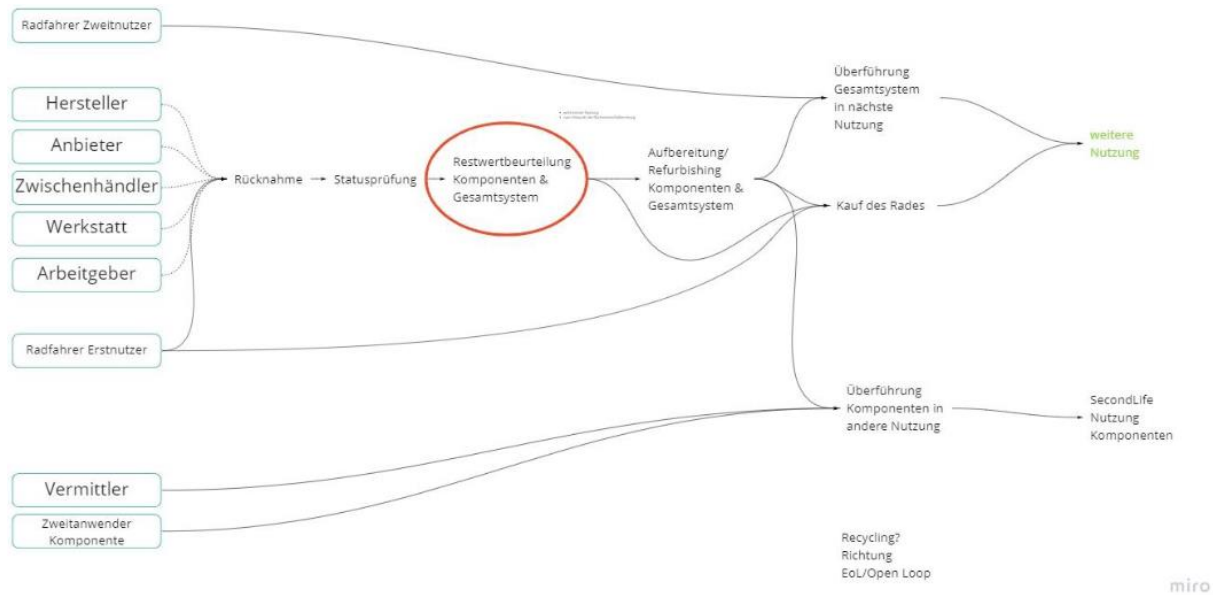 Radfahrer Zweitnutzer
Hersteller
Anbieter
Zwischenhändler
Werkstatt
Arbeitgeber
Radfahrer Erstnutzer
Vermittler
Zweitanwender
Komponente
Rücknahme
Statusprüfung
Restwertbeurteilung
Komponenten &
Gesamtsystem
Aufbereitung/
Refurbishing
Komponenten &
Gesamtsystem
Überführung
Gesamtsystem
in nächste
Nutzung
Kauf des Rades
weitere
Nutzung
Überführung
Komponenten in
andere Nutzung
SecondLife
Nutzung
Komponenten
Recycling?
Richtung
EoL/Open Loop
miro